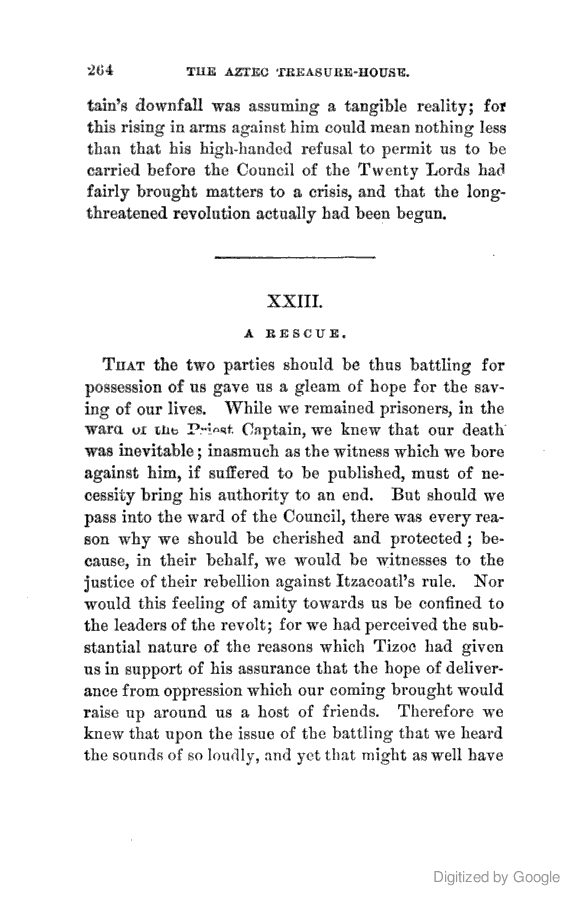 264 THE AZTEC TREASURE-HOUSE.
tain's downfall was assuming a tangible reality; for
this rising in arms against him could mean nothing less
than that his high-handed refusal to permit us to be
carried before the Council of the Twenty Lords had
fairly brought matters to a crisis, and that the long-
threatened revolution actually had been begun.
XXIII.
A RESCUE.
THAT the two parties should be thus battling for
possession of us gave us a gleam of hope for the sav-
ing of our lives. While we remained prisoners, in the
ward of the Priest Captain, we knew that our death
was inevitable; inasmuch as the witness which we bore
against him, if suffered to be published, must of ne-
cessity bring his authority to an end. But should we
pass into the ward of the Council, there was every rea-
son why we should be cherished and protected; be-
cause, in their behalf, we would be witnesses to the
justice of their rebellion against Itzacoatl's rule. Nor
would this feeling of amity towards us be confined to
the leaders of the revolt; for we had perceived the sub-
stantial nature of the reasons which Tizoc had given
us in support of his assurance that the hope of deliver-
ance from oppression which our coming brought would
raise up around us a host of friends. Therefore we
knew that upon the issue of the battling that we heard
the sounds of so loudly, and yet that might as well have
Digitized by Google